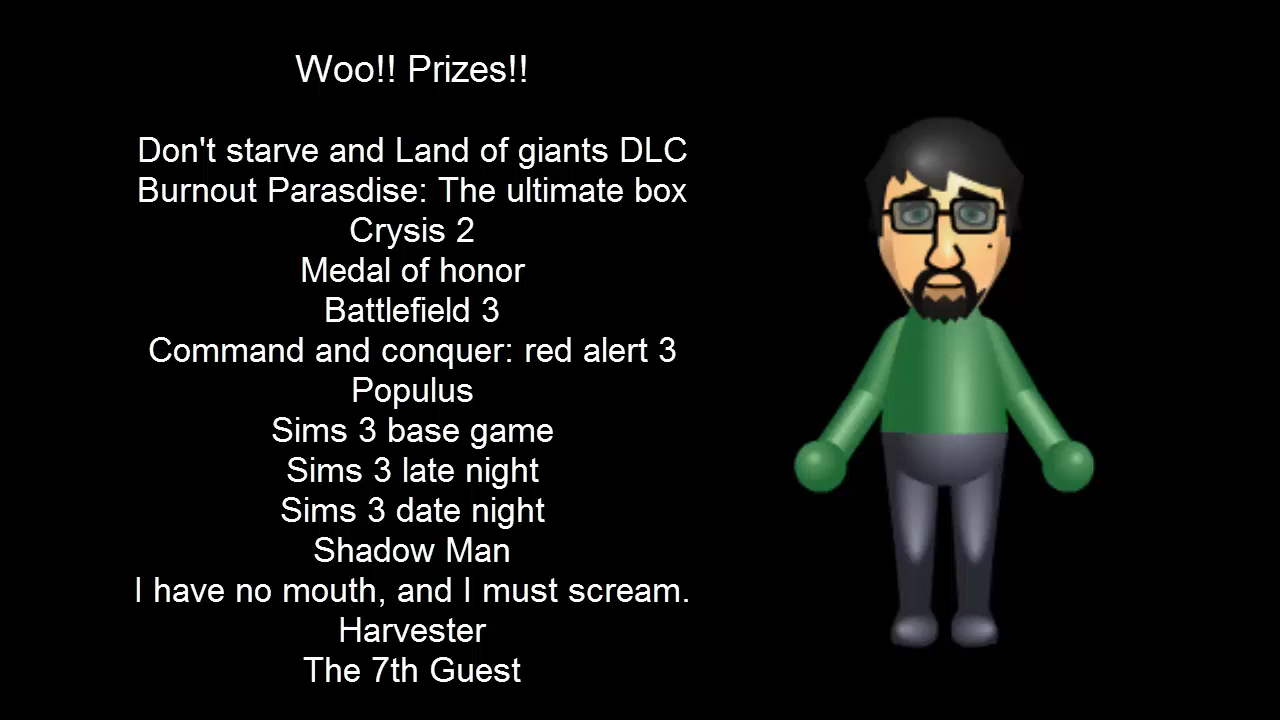 Woo!! Prizes!!
Don't starve and Land of giants DLC
Burnout Parasdise: The ultimate box
Crysis 2
Medal of honor
Battlefield 3
Command and conquer: red alert 3
Populus
Sims 3 base game
Sims 3 late night
Sims 3 date night
Shadow Man
I have no mouth, and I must scream.
Harvester
The 7th Guest